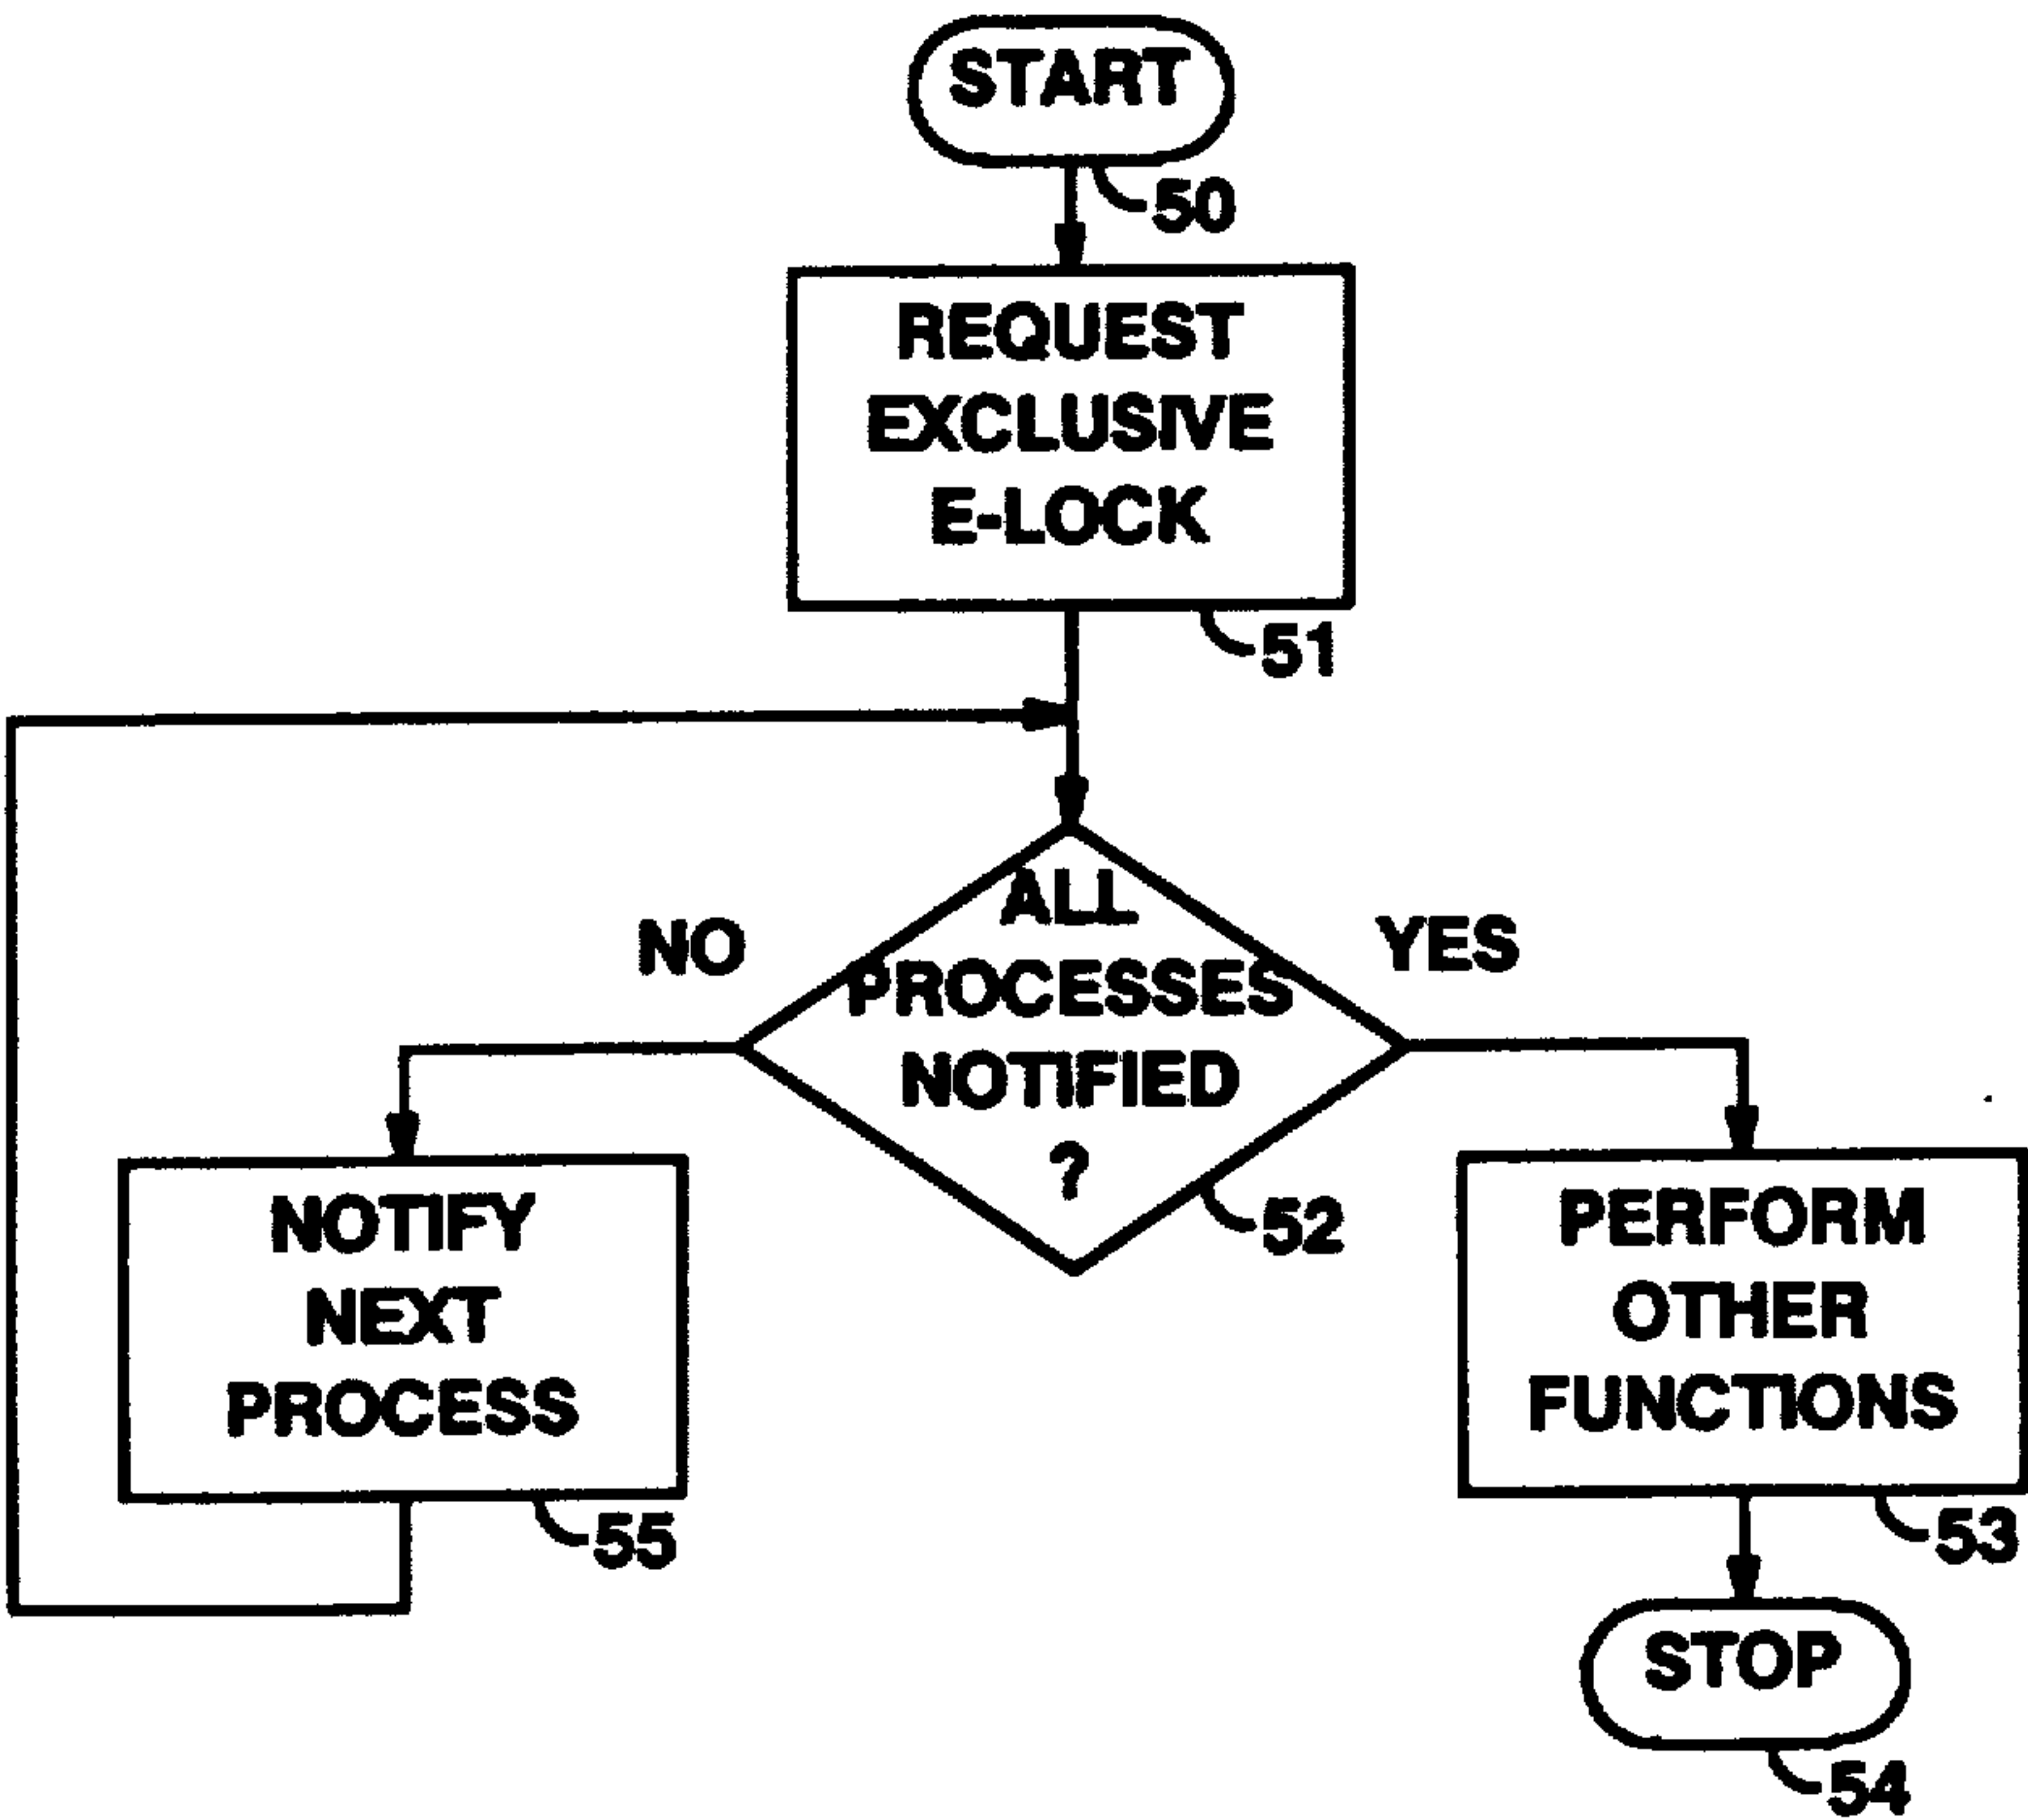 START
50
REQUEST
EXCLUSIVE
E-LOCK
51
ALL
PROCESSES
NOTIFIED
?
52
NO
YES
NOTIFY
NEXT
PROCESS
55
PERFORM
OTHER
FUNCTIONS
53
STOP
54